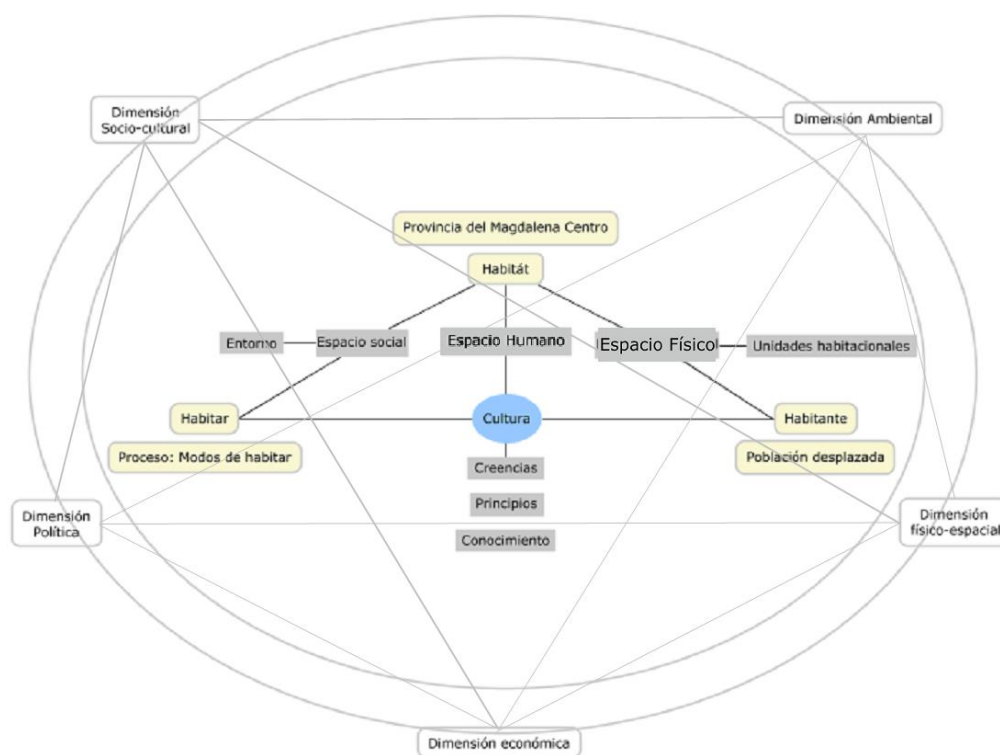 Dimensión
Socio-cultural
Dimensión Ambiental
Provincia del Magdalena Centro
Habitát
Entorno
Espacio social
Espacio Humano
Espacio Físico
Unidades habitacionales
Habitar
Cultura
Habitante
Proceso: Modos de habitar
Población desplazada
Creencias
Principios
Conocimiento
Dimensión
Política
Dimensión
físico-espacial
Dimensión económica